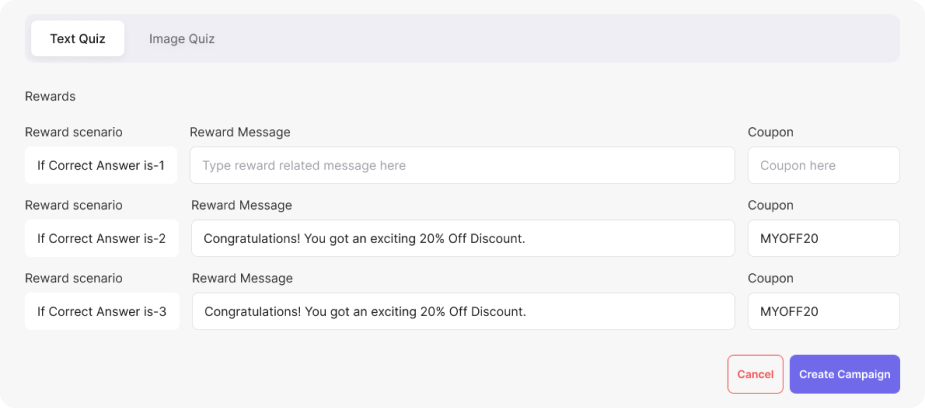 Text Quiz Image Quiz
Rewards
Reward scenario Reward Message Coupon
If Correct Answer is-1 Type reward related message here Coupon here
Reward scenario Reward Message Coupon
If Correct Answer is-2 Congratulations! You got an exciting 20% Off Discount. MYOFF20
Reward scenario Reward Message Coupon
If Correct Answer is-3 Congratulations! You got an exciting 20% Off Discount. MYOFF20
Cancel Create Campaign